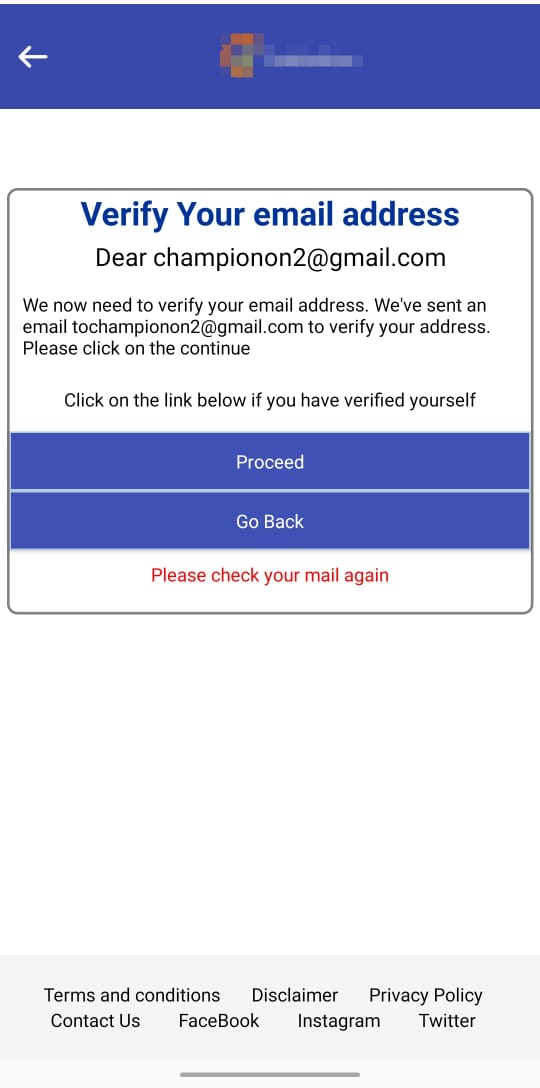 Verify Your email address
Dear championon2@gmail.com
We now need to verify your email address. We've sent an
email tochampionon2@gmail.com to verify your address.
Please click on the continue
Click on the link below if you have verified yourself
Proceed
Go Back
Please check your mail again
Terms and conditions Disclaimer Privacy Policy
Contact Us FaceBook Instagram Twitter